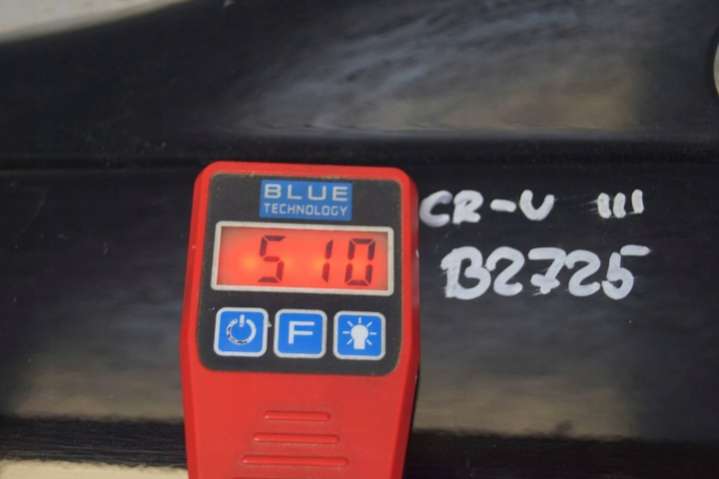 BLUE
TECHNOLOGY
510
F
CR-V III
B2725